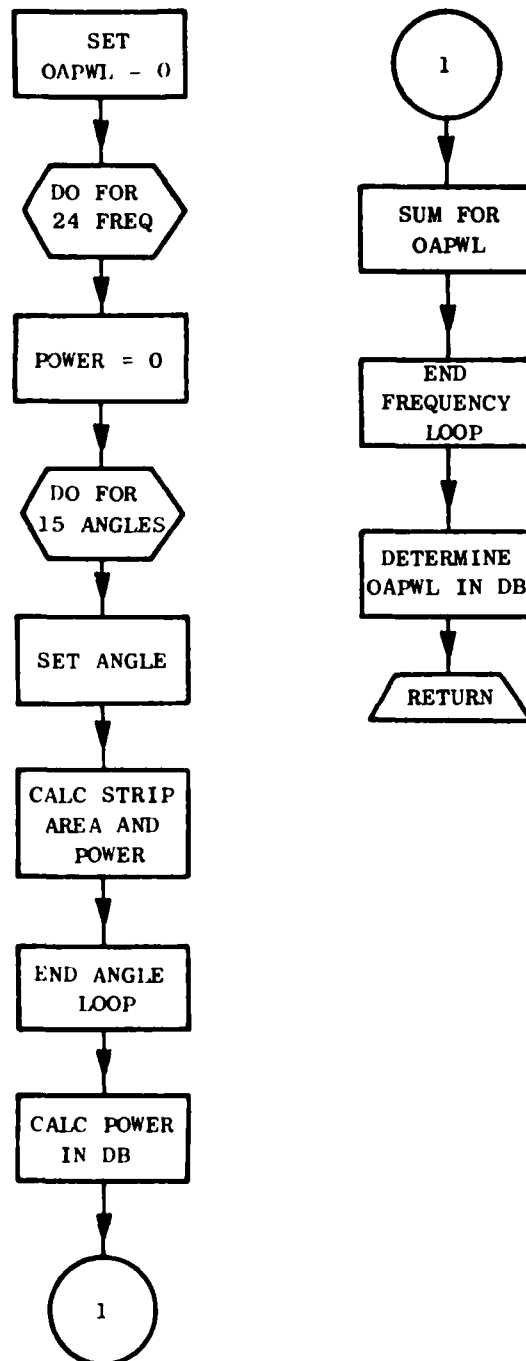 SET
OAPWL - 0
DO FOR
24 FREQ
POWER = 0
DO FOR
15 ANGLES
SET ANGLE
CALC STRIP
AREA AND
POWER
END ANGLE
LOOP
CALC POWER
IN DB
1
1
SUM FOR
OAPWL
END
FREQUENCY
LOOP
DETERMINE
OAPWL IN DB
RETURN